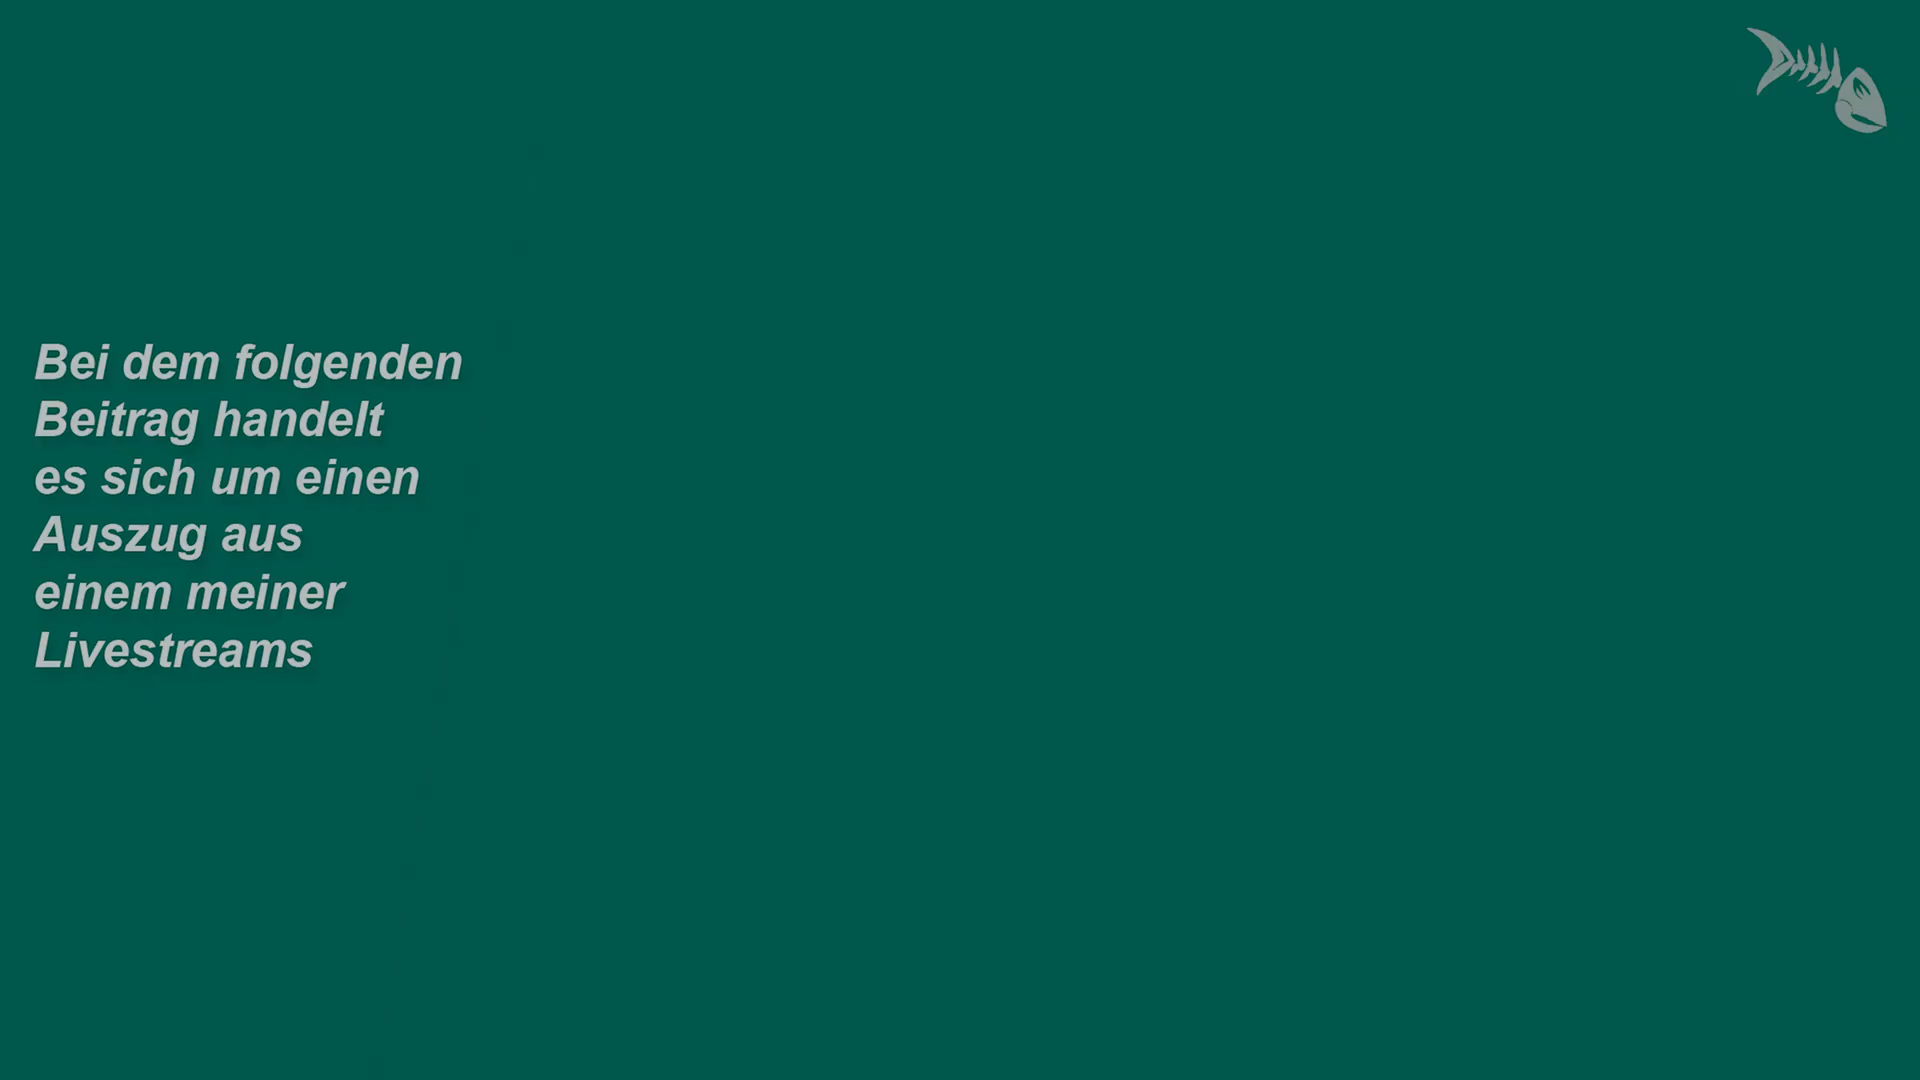 Bei dem folgenden
Beitrag handelt
es sich um einen
Auszug aus
einem meiner
Livestreams